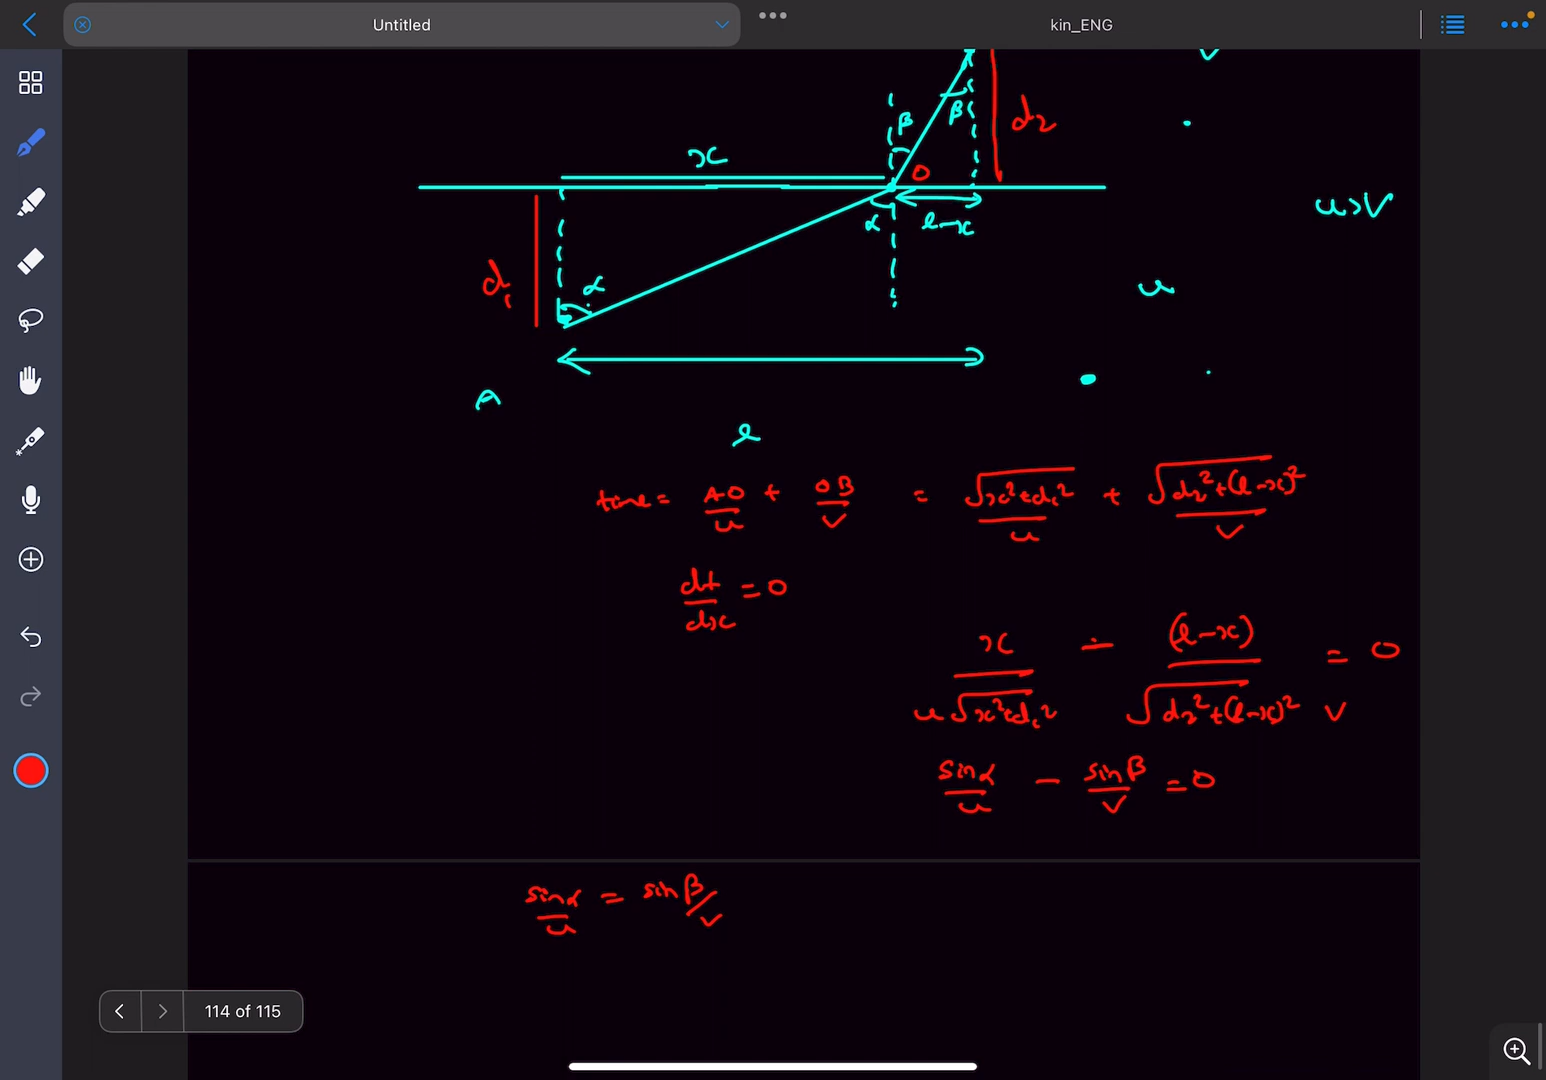 Untitled
kin_ENG
v
β
β
d₂
x
O
α
l-x
u>v
d₁
α
u
A
l
time = AO/u + OB/v = √(x²+d₁²)/u + √(d₂²+(l-x)²)/v
dt/dx = 0
x/(u√(x²+d₁²)) - (l-x)/(√(d₂²+(l-x)²) v) = 0
sinα/u - sinβ/v = 0
sinα/u = sinβ/v
114 of 115